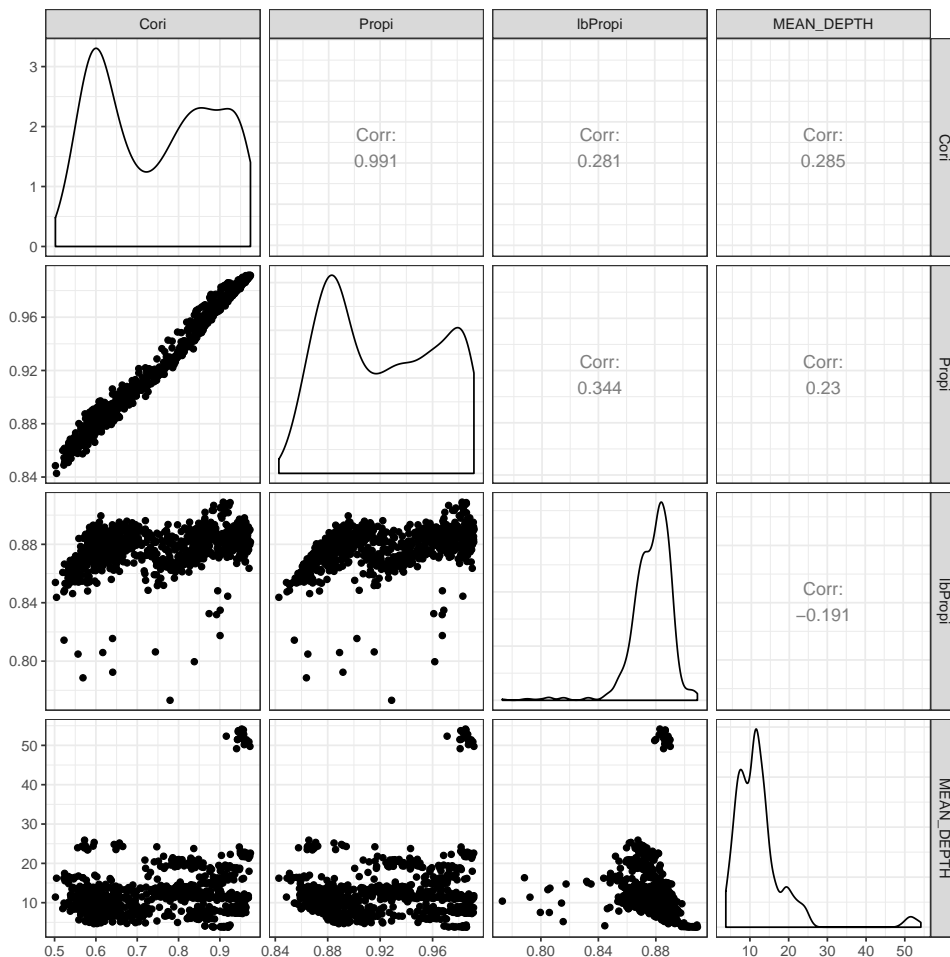 Cori Propi IbPropi MEAN_DEPTH
3
2
1
0
Corr:
0.991
Corr:
0.281
Corr:
0.285
Cori
0.96
0.92
0.88
0.84
Corr:
0.344
Corr:
0.23
Propi
0.88
0.84
0.80
Corr:
−0.191
IbPropi
50
40
30
20
10
MEAN_DEPTH
0.5 0.6 0.7 0.8 0.9
0.84 0.88 0.92 0.96
0.80 0.84 0.88
10 20 30 40 50